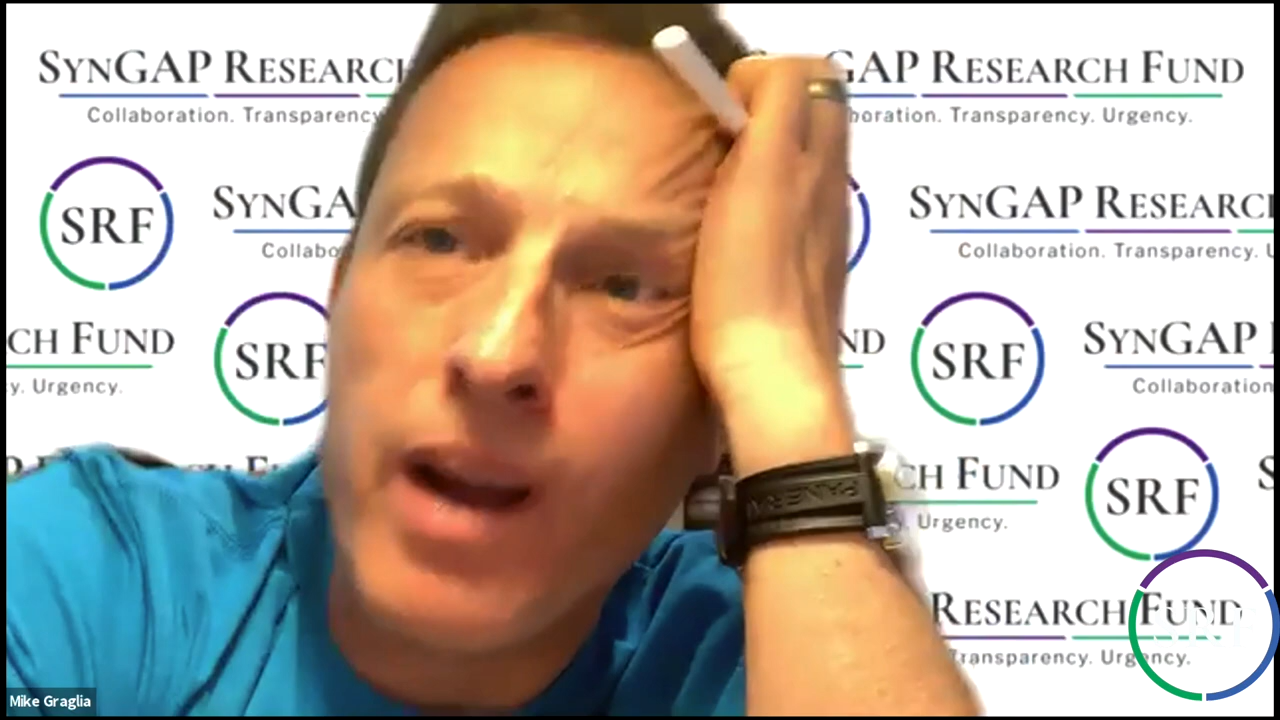 SYNGAP RESEARCH
GAP RESEARCH FUND
Collaboration. Transparency
boration. Transparency. Urgency.
SRF
SYNGA
SYNGAP RESEARC
Collabo
Collaboration. Transparency. U
CH FUND
SRF
ND
SRF
SYNGAP
y. Urgency.
Collaboration
CH FUND
SRF
Urgency.
RESEARCH FUND
SRF
Transparency. Urgency.
PANERAI
Mike Graglia